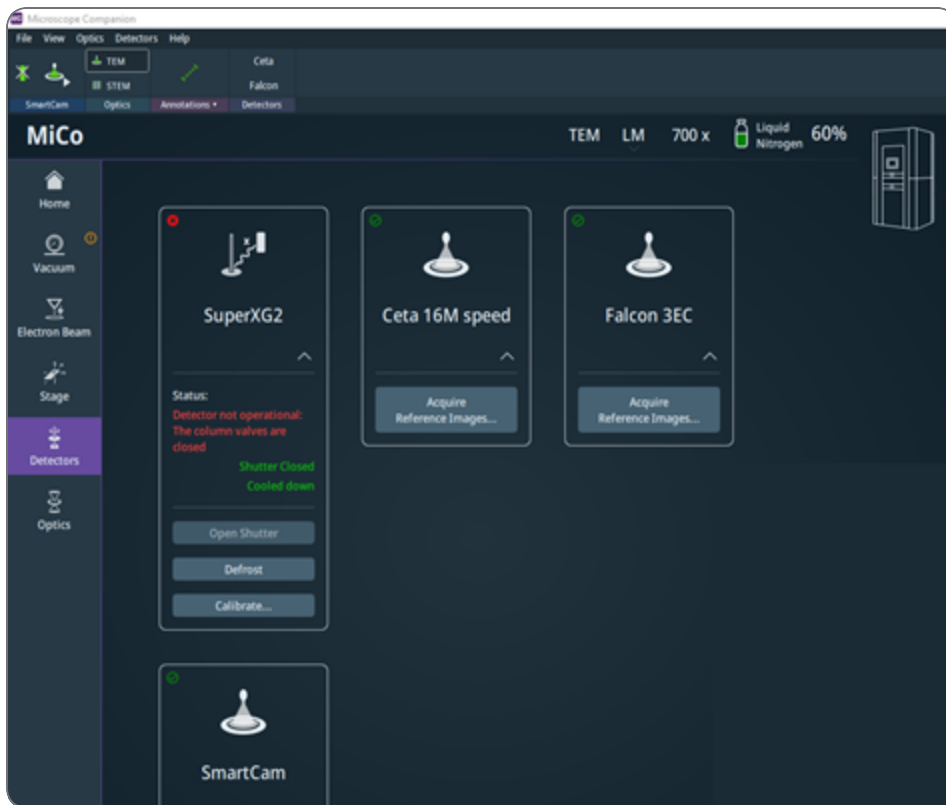 MiCo Microscope Companion
File View Optics Detectors Help
TEM
STEM
Ceta
Falcon
SmartCam Optics Annotations Detectors
MiCo
TEM LM 700 x
Liquid
Nitrogen
60%
Home
Vacuum
Electron Beam
Stage
Detectors
Optics
SuperXG2
Status:
Detector not operational:
The column valves are
closed
Shutter Closed
Cooled down
Open Shutter
Defrost
Calibrate...
Ceta 16M speed
Acquire
Reference Images...
Falcon 3EC
Acquire
Reference Images...
SmartCam